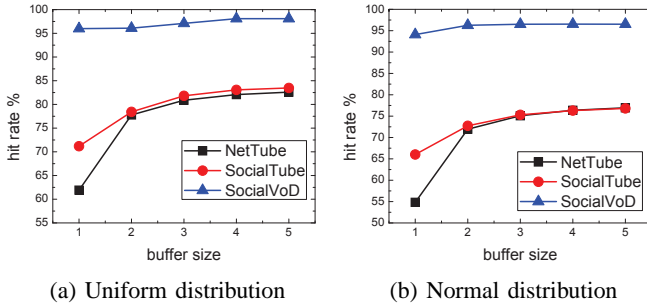 100
95
90
85
80
75
70
65
60
55
hit rate %
NetTube
SocialTube
SocialVoD
1 2 3 4 5
buffer size
(a) Uniform distribution
100
95
90
85
80
75
70
65
60
55
50
hit rate %
NetTube
SocialTube
SocialVoD
1 2 3 4 5
buffer size
(b) Normal distribution